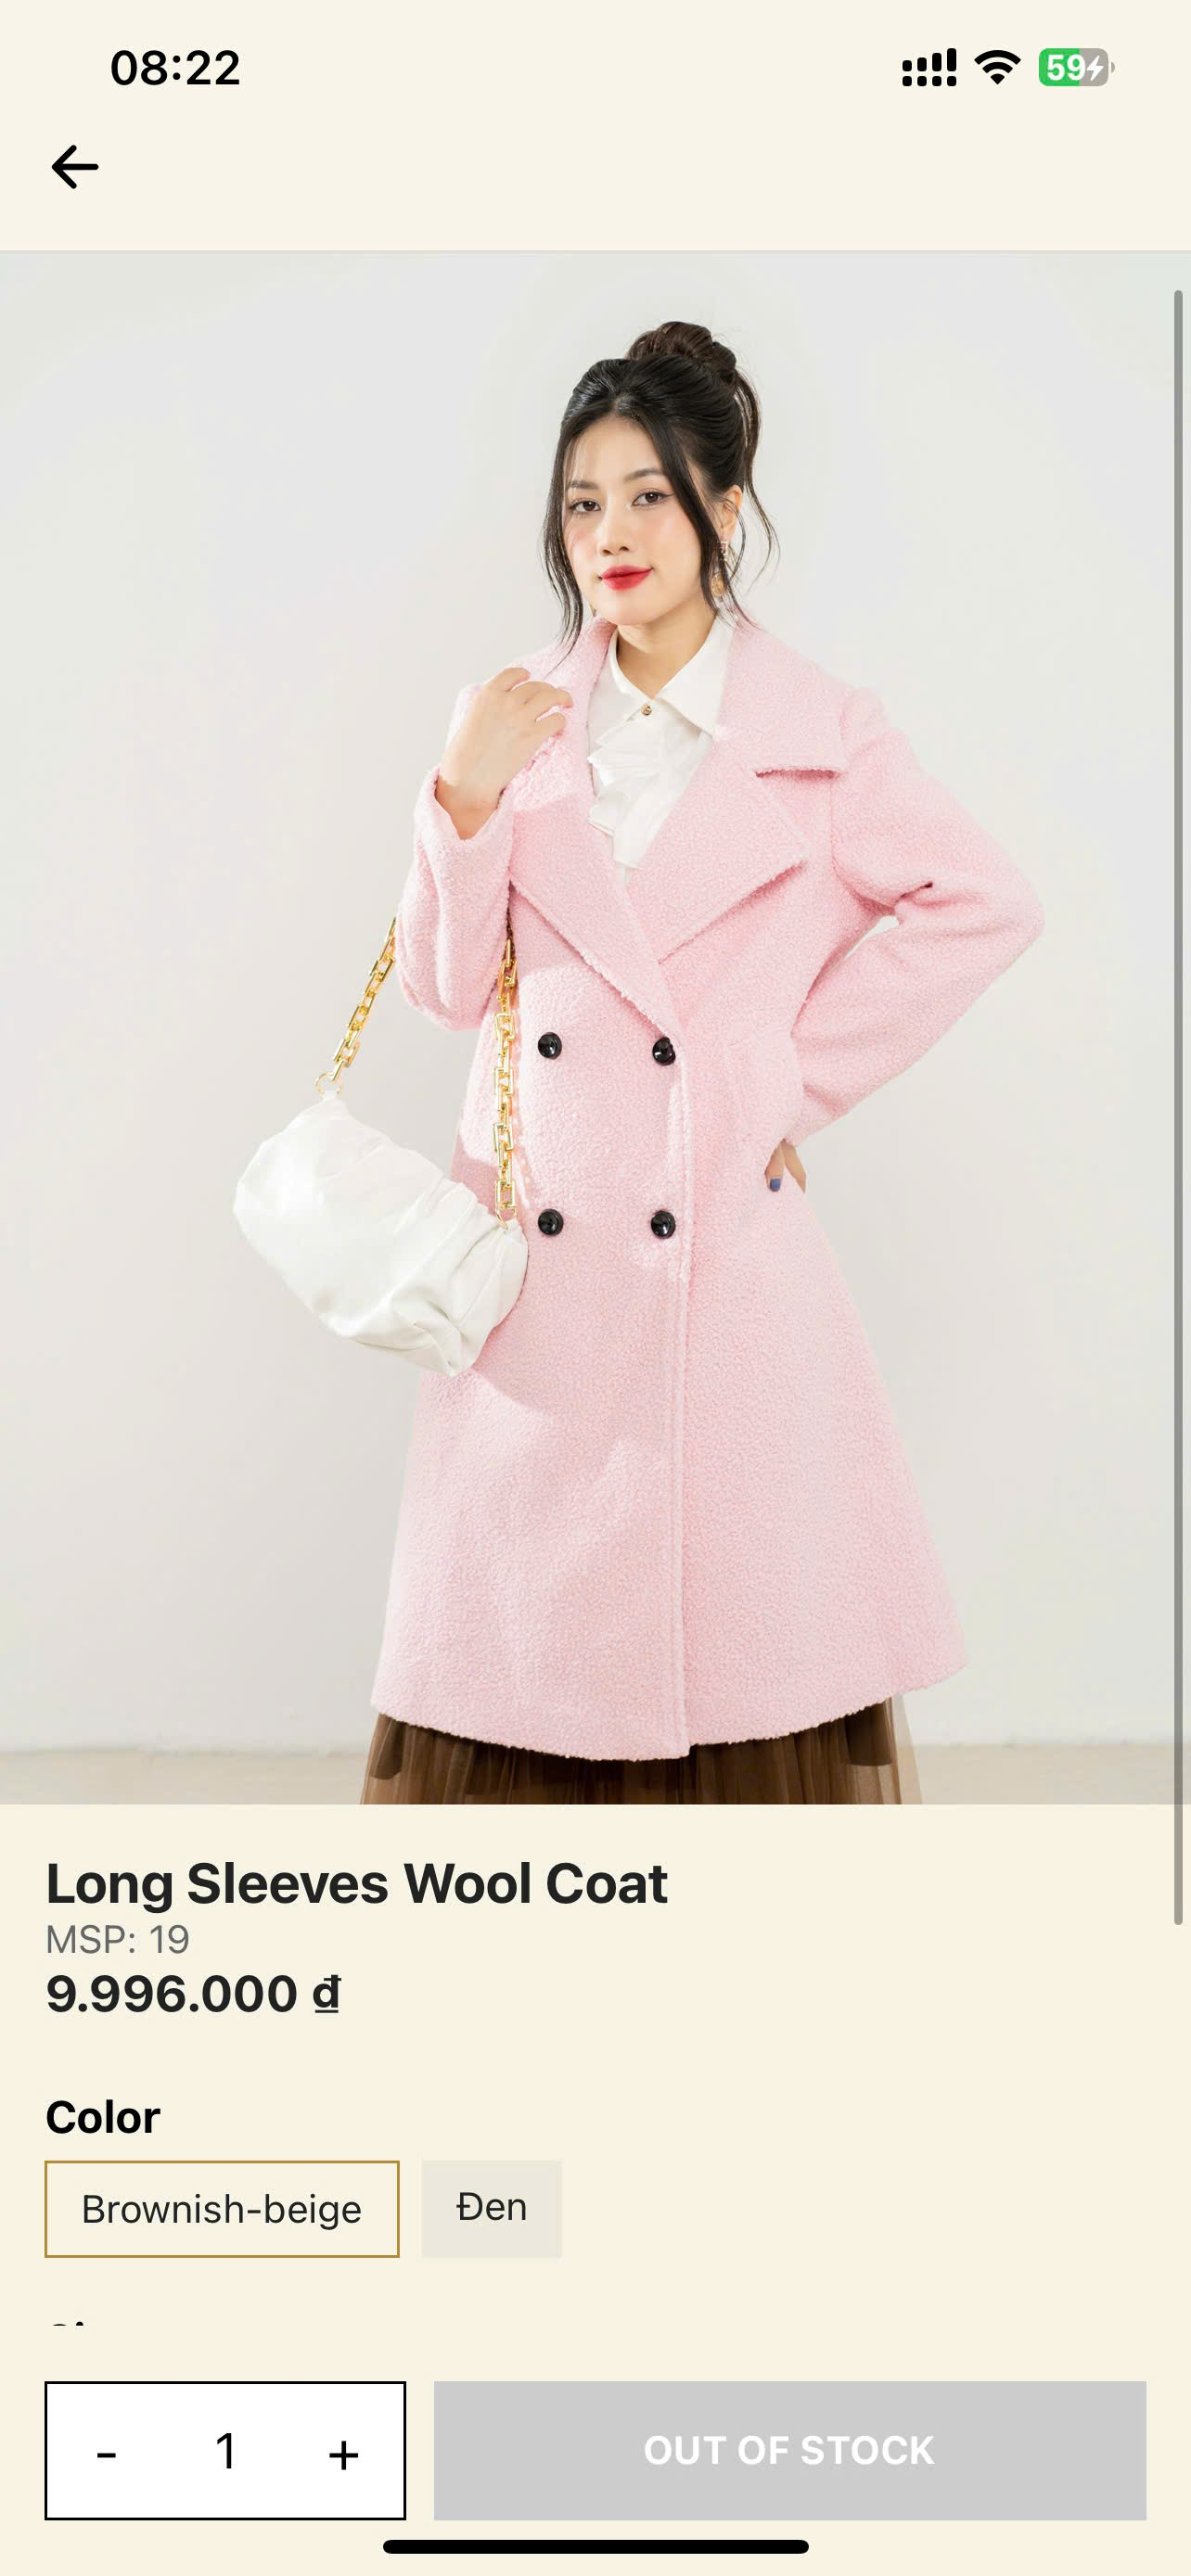 08:22
59
Long Sleeves Wool Coat
MSP: 19
9.996.000 ₫
Color
Brownish-beige
Đen
- 1 +
OUT OF STOCK